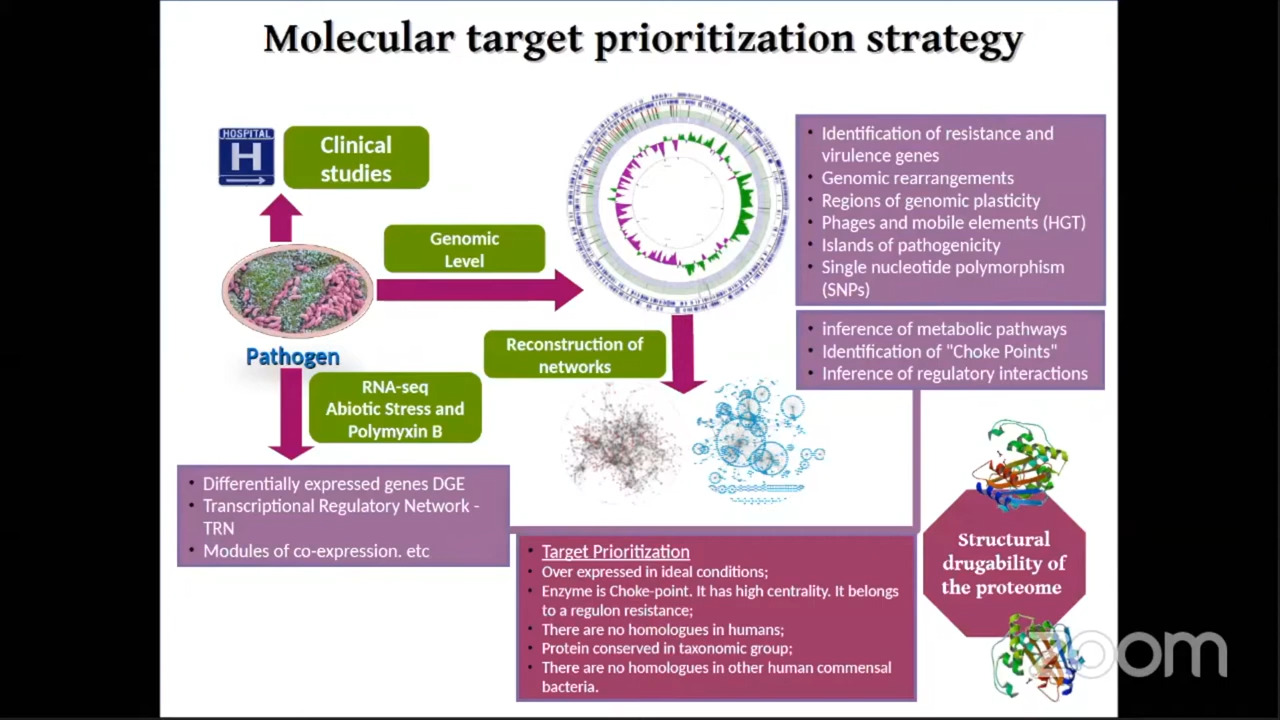 Molecular target prioritization strategy
HOSPITAL
H
Clinical
studies
Genomic
Level
Pathogen
Reconstruction of
networks
RNA-seq
Abiotic Stress and
Polymyxin B
• Identification of resistance and
virulence genes
• Genomic rearrangements
• Regions of genomic plasticity
• Phages and mobile elements (HGT)
• Islands of pathogenicity
• Single nucleotide polymorphism
(SNPs)
• inference of metabolic pathways
• Identification of "Choke Points"
• Inference of regulatory interactions
• Differentially expressed genes DGE
• Transcriptional Regulatory Network -
TRN
• Modules of co-expression. etc
• Target Prioritization
• Over expressed in ideal conditions;
• Enzyme is Choke-point. It has high centrality. It belongs
to a regulon resistance;
• There are no homologues in humans;
• Protein conserved in taxonomic group;
• There are no homologues in other human commensal
bacteria.
Structural
drugability of
the proteome
zoom